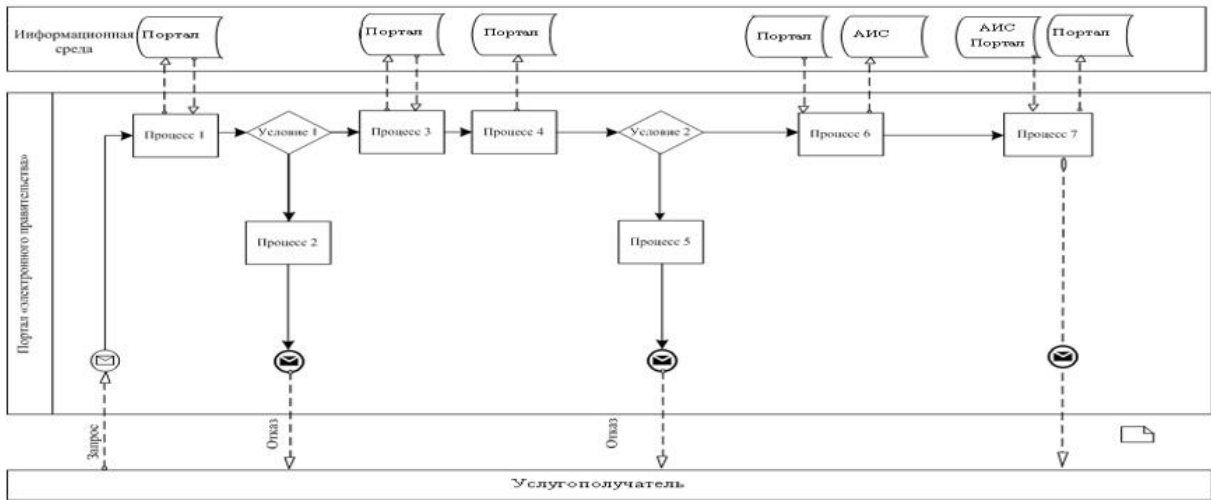 Информационная
среда
Портал
Портал
Портал
Портал
АИС
АИС
Портал
Портал
Портал «электронного правительства»
Процесс 1
Условие 1
Процесс 3
Процесс 4
Условие 2
Процесс 6
Процесс 7
Процесс 2
Процесс 5
Запрос
Отказ
Отказ
Услугополучатель